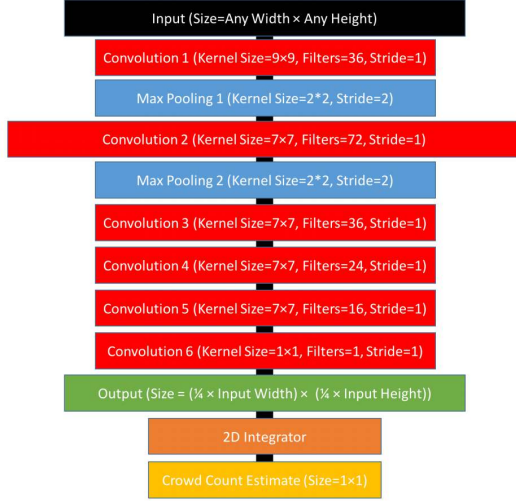 Input (Size=Any Width × Any Height)
Convolution 1 (Kernel Size=9×9, Filters=36, Stride=1)
Max Pooling 1 (Kernel Size=2*2, Stride=2)
Convolution 2 (Kernel Size=7×7, Filters=72, Stride=1)
Max Pooling 2 (Kernel Size=2*2, Stride=2)
Convolution 3 (Kernel Size=7×7, Filters=36, Stride=1)
Convolution 4 (Kernel Size=7×7, Filters=24, Stride=1)
Convolution 5 (Kernel Size=7×7, Filters=16, Stride=1)
Convolution 6 (Kernel Size=1×1, Filters=1, Stride=1)
Output (Size = (¼ × Input Width) × (¼ × Input Height))
2D Integrator
Crowd Count Estimate (Size=1×1)